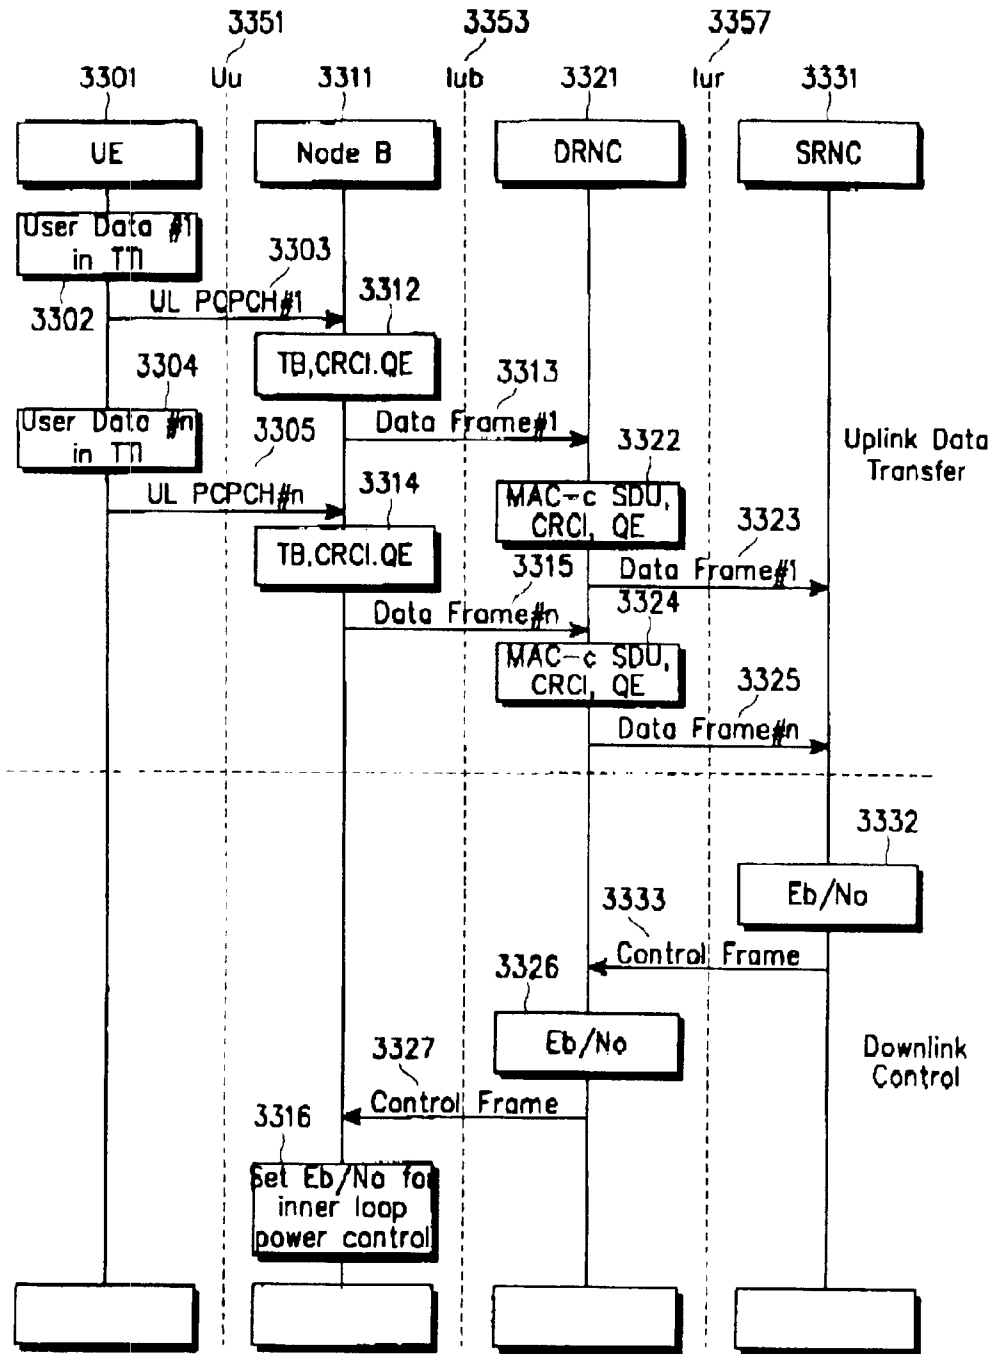 3351 3353 3357
3301 Uu 3311 Iub 3321 Iur 3331
UE Node B DRNC SRNC
User Data #1
in TTI
3302
3303
UL PCPCH#1
3312
TB,CRCI.QE
3304
User Data #n
in TTI
3305
UL PCPCH#n
3313
Data Frame#1
3314
TB,CRCI.QE
3322
MAC-c SDU,
CRCI, QE
Uplink Data
Transfer
3323
Data Frame#1
3315
Data Frame#n
3324
MAC-c SDU,
CRCI, QE
3325
Data Frame#n
3332
Eb/No
3333
Control Frame
3326
Eb/No
Downlink
Control
3327
Control Frame
3316
Set Eb/No for
inner loop
power control